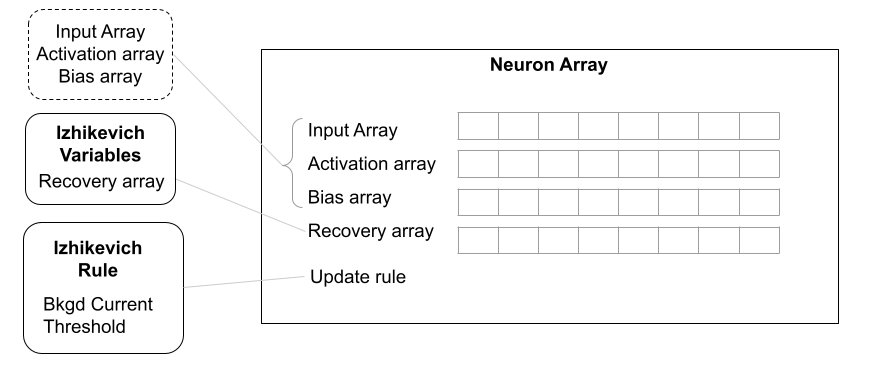 Input Array
Activation array
Bias array
Izhikevich
Variables
Recovery array
Izhikevich
Rule
Bkgd Current
Threshold
Neuron Array
Input Array
Activation array
Bias array
Recovery array
Update rule